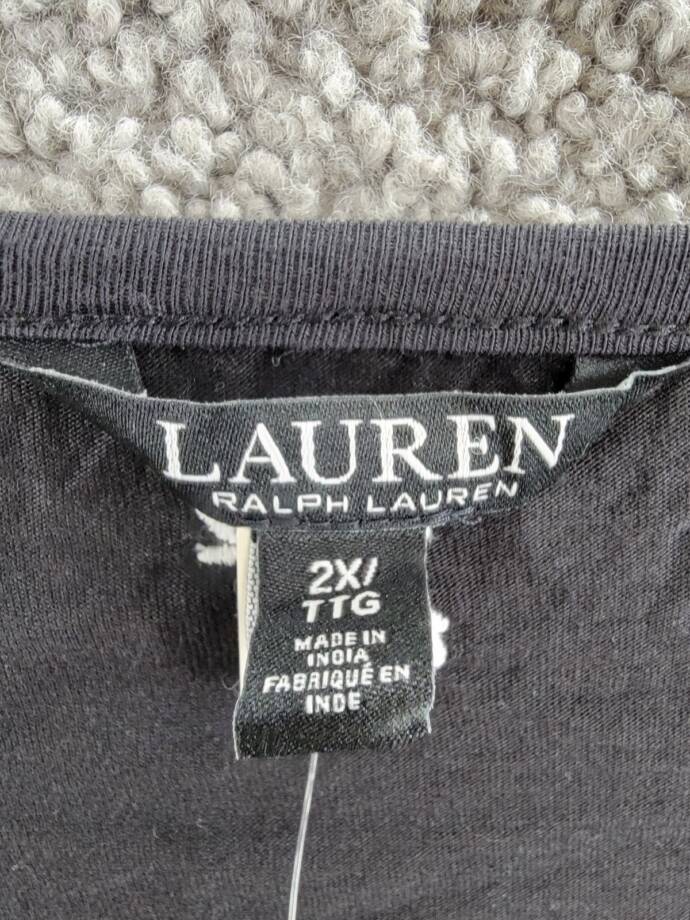 LAUREN
RALPH LAUREN
2X/
TTG
MADE IN
INDIA
FABRIQUÉ EN
INDE